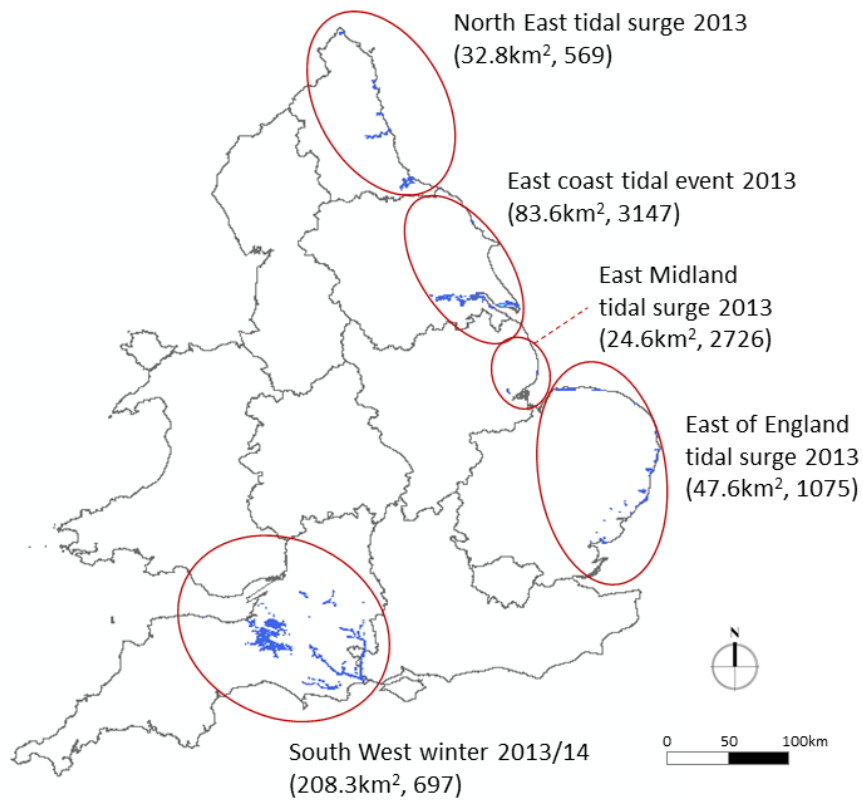 North East tidal surge 2013
(32.8km², 569)
East coast tidal event 2013
(83.6km², 3147)
East Midland
tidal surge 2013
(24.6km², 2726)
East of England
tidal surge 2013
(47.6km², 1075)
N
South West winter 2013/14
(208.3km², 697)
0 50 100km